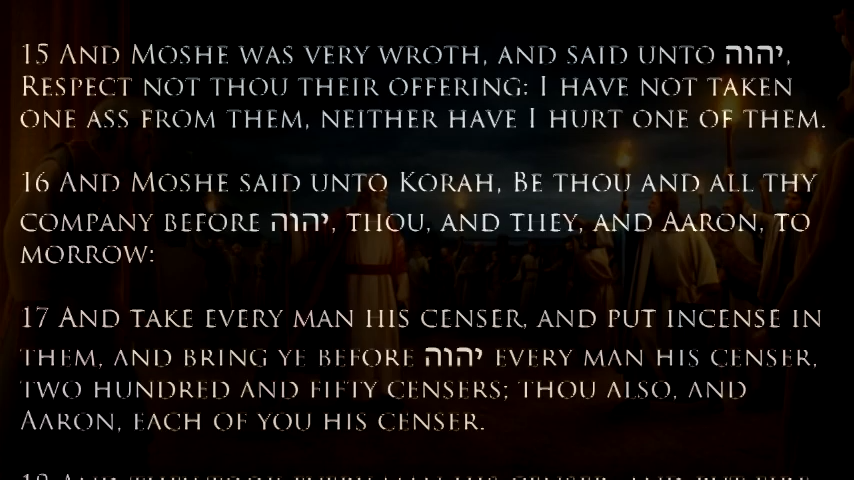 15 And Moshe was very wroth, and said unto יהוה,
Respect not thou their offering: I have not taken
one ass from them, neither have I hurt one of them.
16 And Moshe said unto Korah, Be thou and all thy
company before יהוה, thou, and they, and Aaron, to
morrow:
17 And take every man his censer, and put incense in
them, and bring ye before יהוה every man his censer,
two hundred and fifty censers; thou also, and
Aaron, each of you his censer.